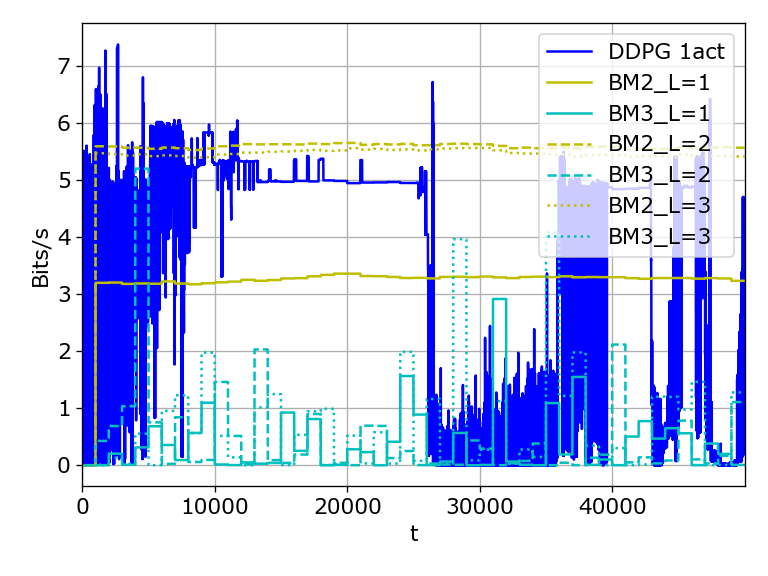 DDPG 1act
BM2_L=1
BM3_L=1
BM2_L=2
BM3_L=2
BM2_L=3
BM3_L=3
Bits/s
7
6
5
4
3
2
1
0
0 10000 20000 30000 40000
t